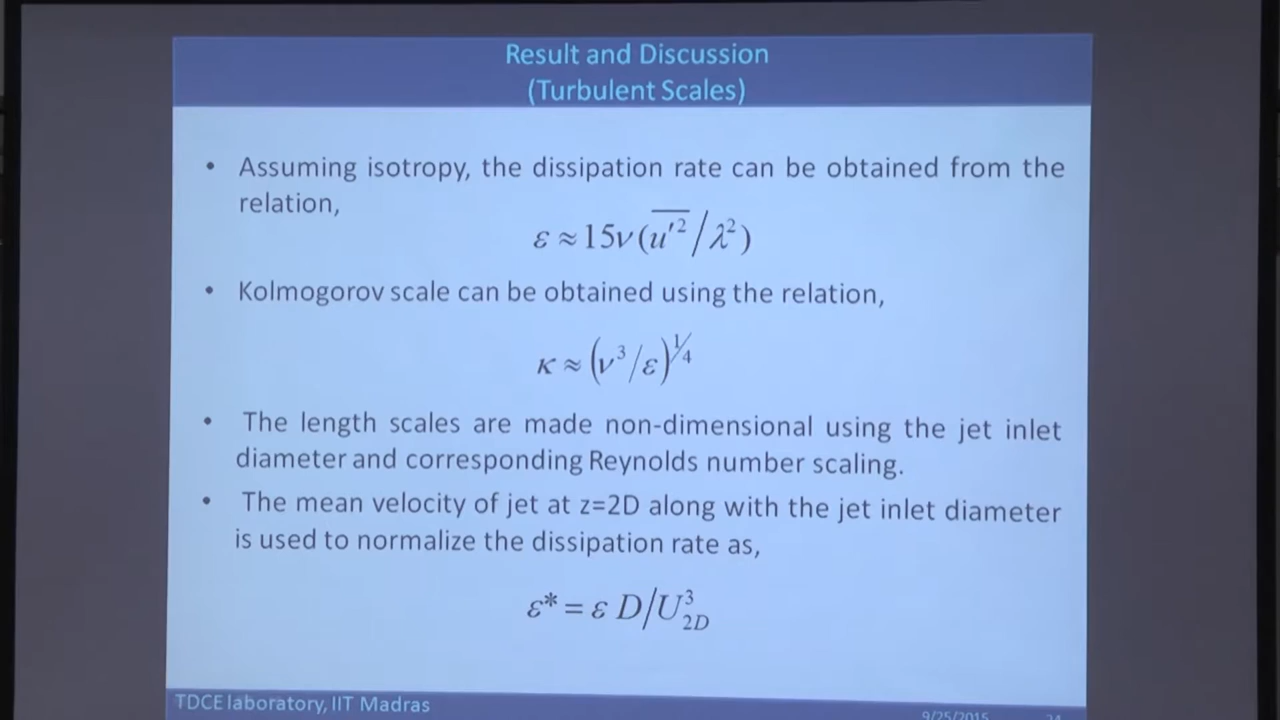 Result and Discussion
(Turbulent Scales)
• Assuming isotropy, the dissipation rate can be obtained from the
relation,
ε ≈ 15ν (u′²‾/λ²)
• Kolmogorov scale can be obtained using the relation,
κ ≈ (ν³/ε)^¼
• The length scales are made non-dimensional using the jet inlet
diameter and corresponding Reynolds number scaling.
• The mean velocity of jet at z=2D along with the jet inlet diameter
is used to normalize the dissipation rate as,
ε* = ε D/U³₂D
TDCE laboratory, IIT Madras
9/25/2015